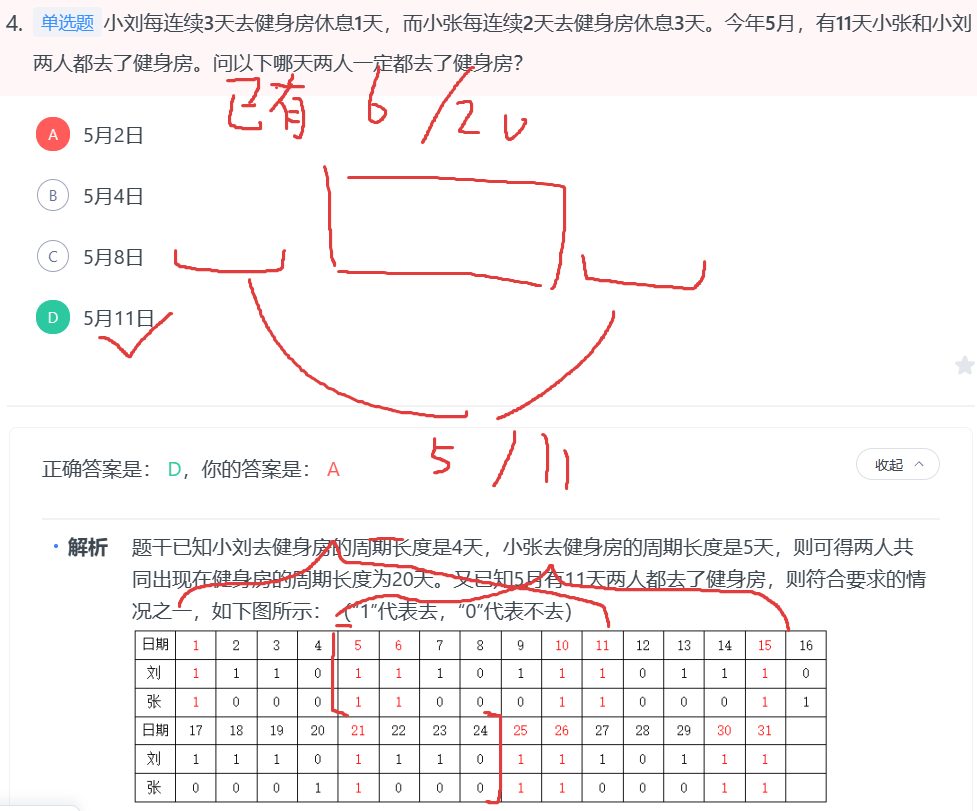 4. 单选题 小刘每连续3天去健身房休息1天，而小张每连续2天去健身房休息3天。今年5月，有11天小张和小刘
两人都去了健身房。问以下哪天两人一定都去了健身房？
已有 6 / 20
A 5月2日
B 5月4日
C 5月8日
D 5月11日
5 / 11
正确答案是： D，你的答案是： A
收起
· 解析 题干已知小刘去健身房的周期长度是4天，小张去健身房的周期长度是5天，则可得两人共
同出现在健身房的周期长度为20天。又已知5月有11天两人都去了健身房，则符合要求的情
况之一，如下图所示：（“1”代表去，“0”代表不去）
日期 1 2 3 4 5 6 7 8 9 10 11 12 13 14 15 16
刘 1 1 1 0 1 1 1 0 1 1 1 0 1 1 1 0
张 1 0 0 0 1 1 0 0 0 1 1 0 0 0 1 1
日期 17 18 19 20 21 22 23 24 25 26 27 28 29 30 31
刘 1 1 1 0 1 1 1 0 1 1 1 0 1 1 1
张 0 0 0 1 1 0 0 0 1 1 0 0 0 1 1